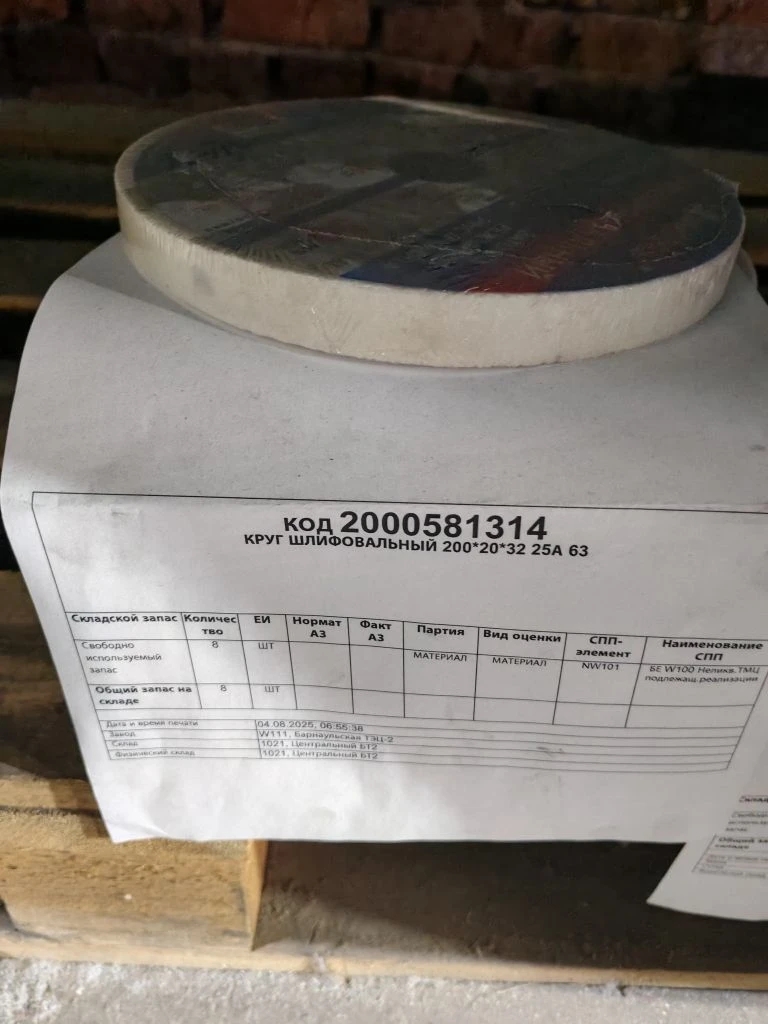 КОД 2000581314
КРУГ ШЛИФОВАЛЬНЫЙ 200*20*32 25А 63
Складской запас Количес тво ЕИ Нормат АЗ Факт АЗ Партия Вид оценки СПП-элемент Наименование СПП
Свободно используемый запас 8 ШТ МАТЕРИАЛ МАТЕРИАЛ NW101 БЕ W100 Неликв.ТМЦ подлежащ.реализации
Общий запас на складе 8 ШТ
Дата и время печати 04.08.2025, 06:55:38
Завод W111, Барнаульская ТЭЦ-2
Склад 1021, Центральный БТ2
Физический склад 1021, Центральный БТ2